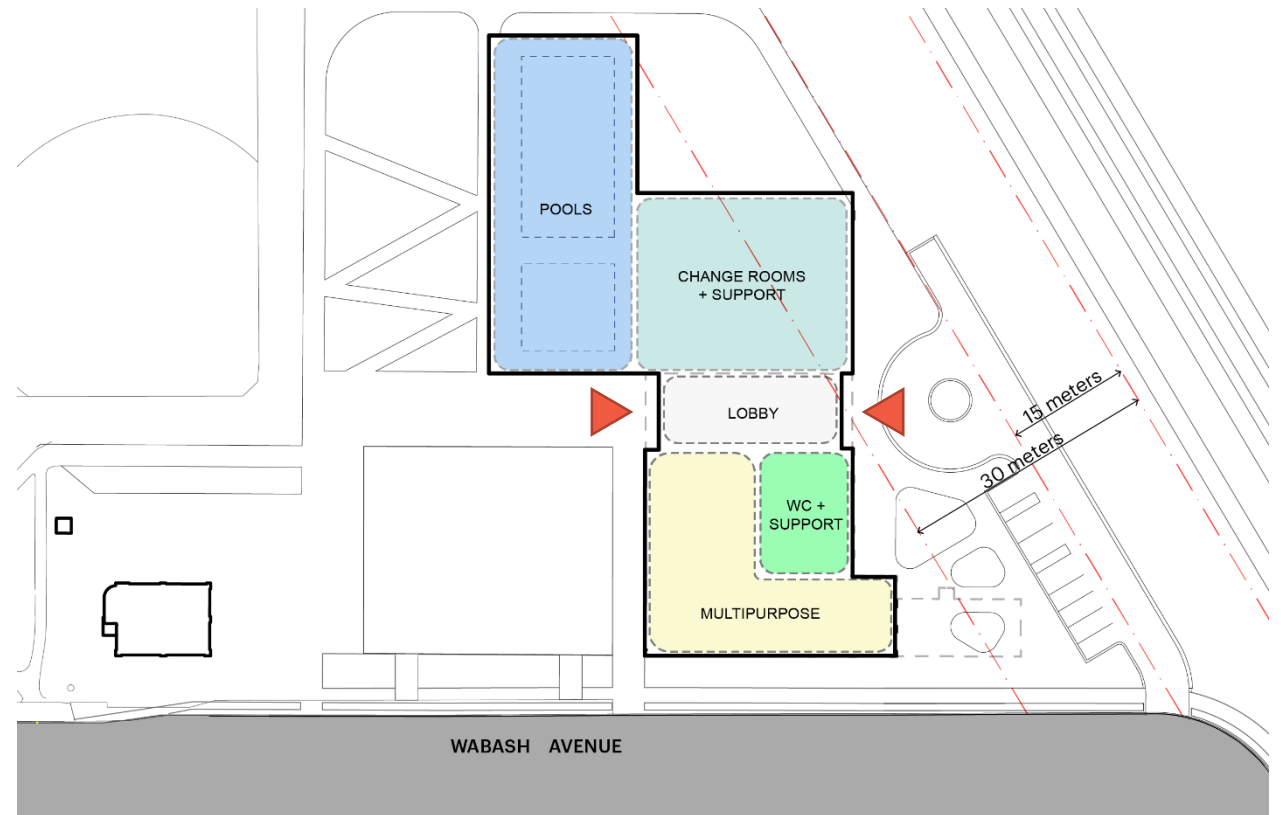 POOLS
CHANGE ROOMS
+ SUPPORT
LOBBY
15 meters
30 meters
WC +
SUPPORT
MULTIPURPOSE
WABASH AVENUE